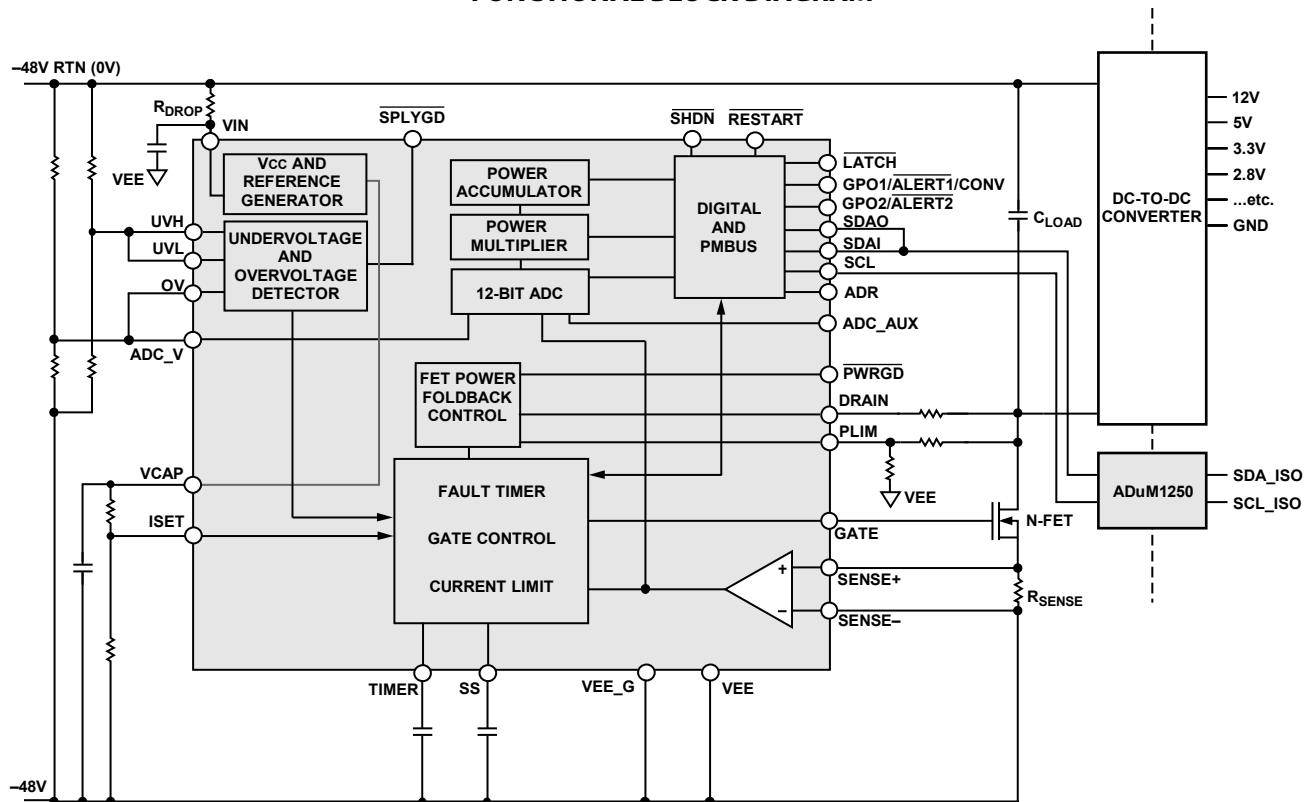 –48V RTN (0V)
RDROP
VIN
SPLYGD
SHDN
RESTART
VEE
VCC AND
REFERENCE
GENERATOR
POWER
ACCUMULATOR
POWER
MULTIPLIER
12-BIT ADC
DIGITAL
AND
PMBUS
LATCH
GPO1/ALERT1/CONV
GPO2/ALERT2
SDAO
SDAI
SCL
ADR
ADC_AUX
UVH
UVL
OV
ADC_V
UNDERVOLTAGE
AND
OVERVOLTAGE
DETECTOR
CLOAD
DC-TO-DC
CONVERTER
12V
5V
3.3V
2.8V
...etc.
GND
FET POWER
FOLDBACK
CONTROL
PWRGD
DRAIN
PLIM
VEE
VCAP
ISET
FAULT TIMER
GATE CONTROL
CURRENT LIMIT
GATE
N-FET
ADuM1250
SDA_ISO
SCL_ISO
+
–
SENSE+
SENSE–
RSENSE
TIMER
SS
VEE_G
VEE
–48V